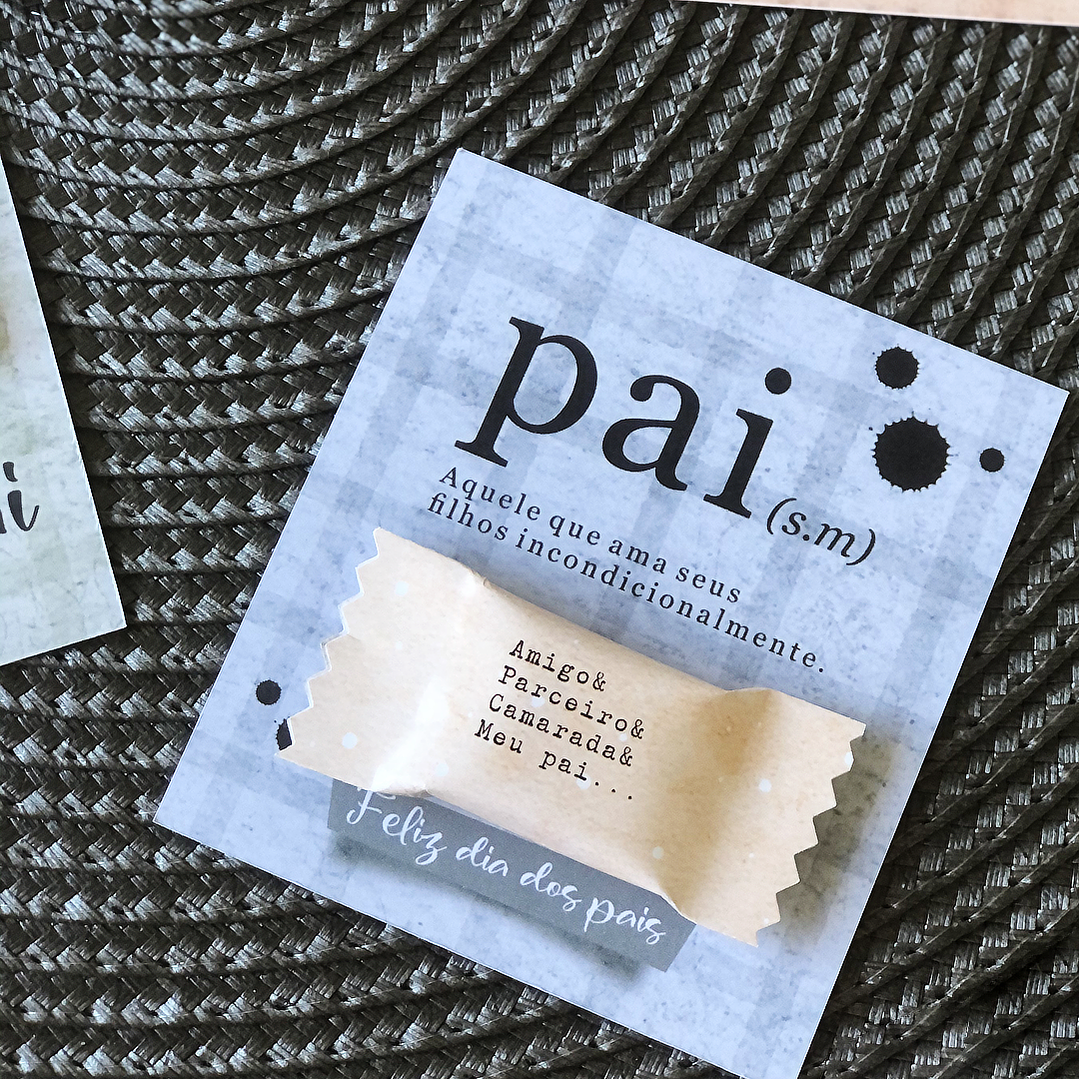 pai (s.m)
Aquele que ama seus
filhos incondicionalmente.
Amigo&
Parceiro&
Camarada&
Meu pai...
Feliz dia dos pais